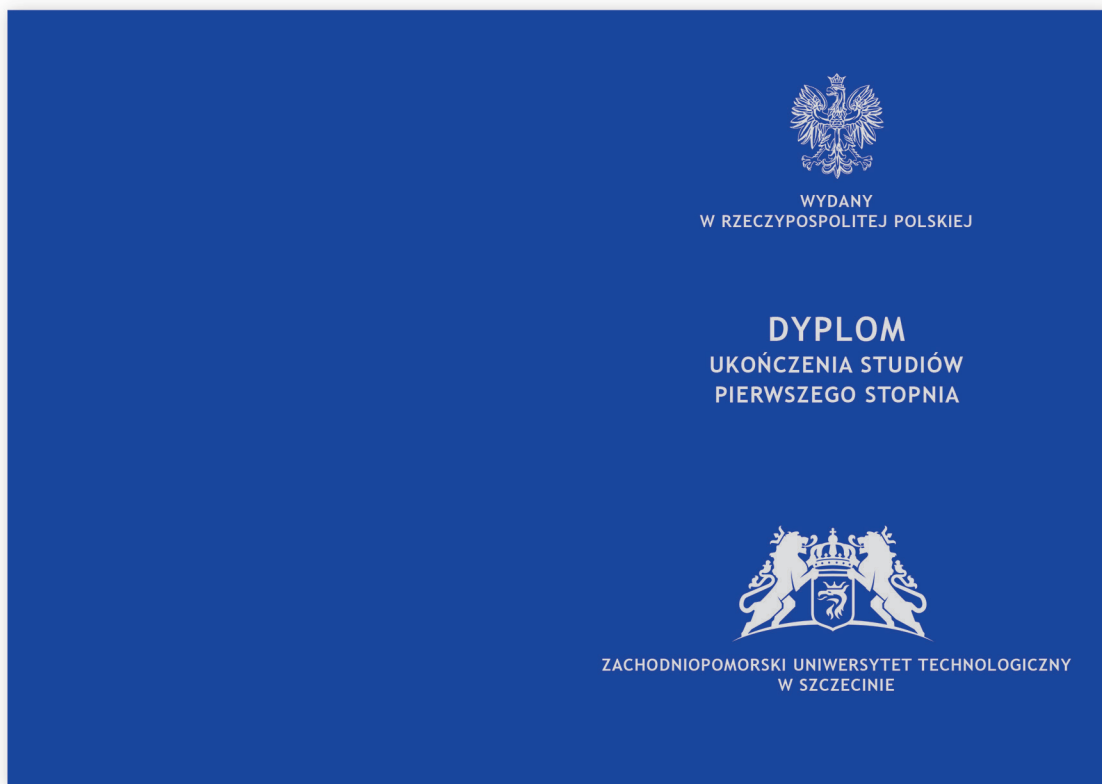 WYDANY
W RZECZYPOSPOLITEJ POLSKIEJ
DYPLOM
UKOŃCZENIA STUDIÓW
PIERWSZEGO STOPNIA
ZACHODNIOPOMORSKI UNIWERSYTET TECHNOLOGICZNY
W SZCZECINIE